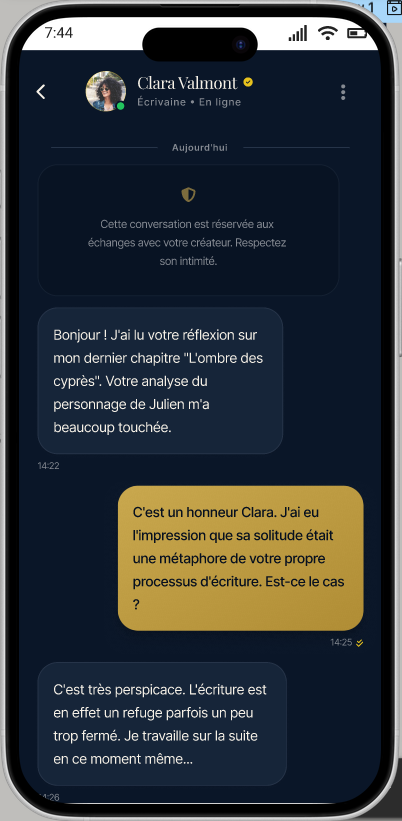 1
7:44
Clara Valmont
Écrivaine • En ligne
Aujourd'hui
Cette conversation est réservée aux
échanges avec votre créateur. Respectez
son intimité.
Bonjour ! J'ai lu votre réflexion sur
mon dernier chapitre "L'ombre des
cyprès". Votre analyse du
personnage de Julien m'a
beaucoup touchée.
14:22
C'est un honneur Clara. J'ai eu
l'impression que sa solitude était
une métaphore de votre propre
processus d'écriture. Est-ce le cas
?
14:25
C'est très perspicace. L'écriture est
en effet un refuge parfois un peu
trop fermé. Je travaille sur la suite
en ce moment même...
14:26